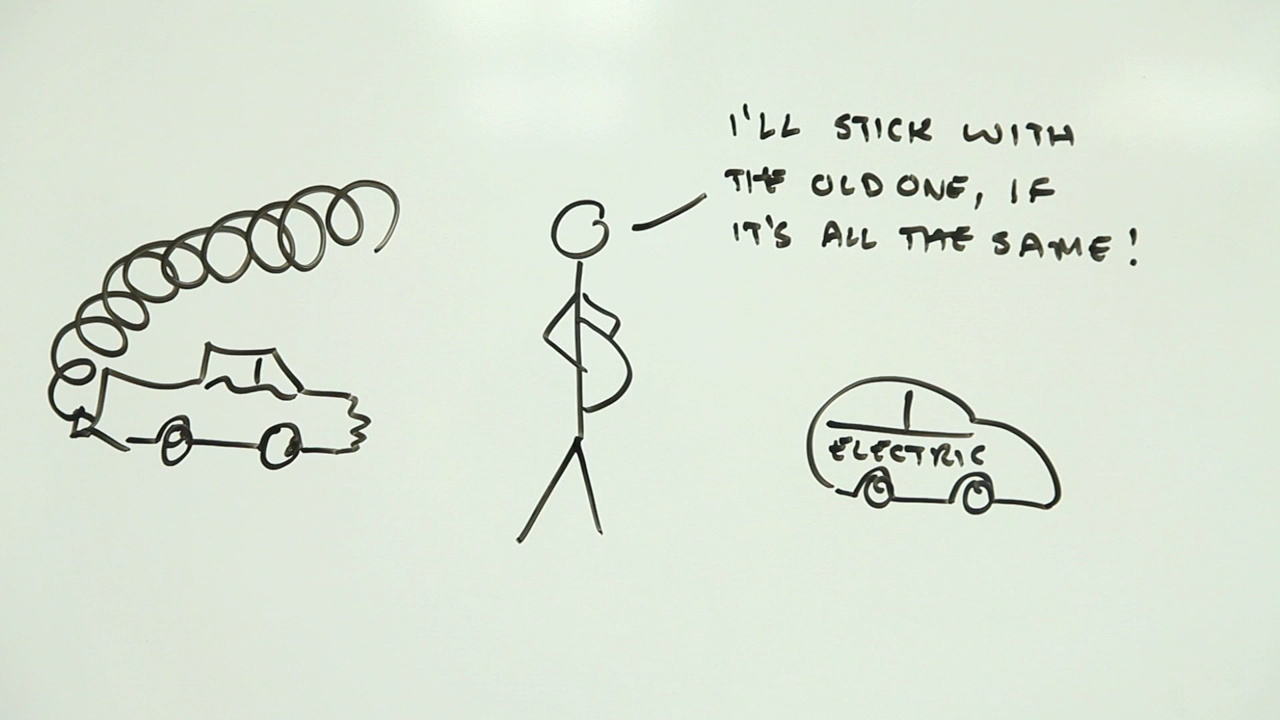 I'LL STICK WITH
THE OLD ONE, IF
IT'S ALL THE SAME!
ELECTRIC